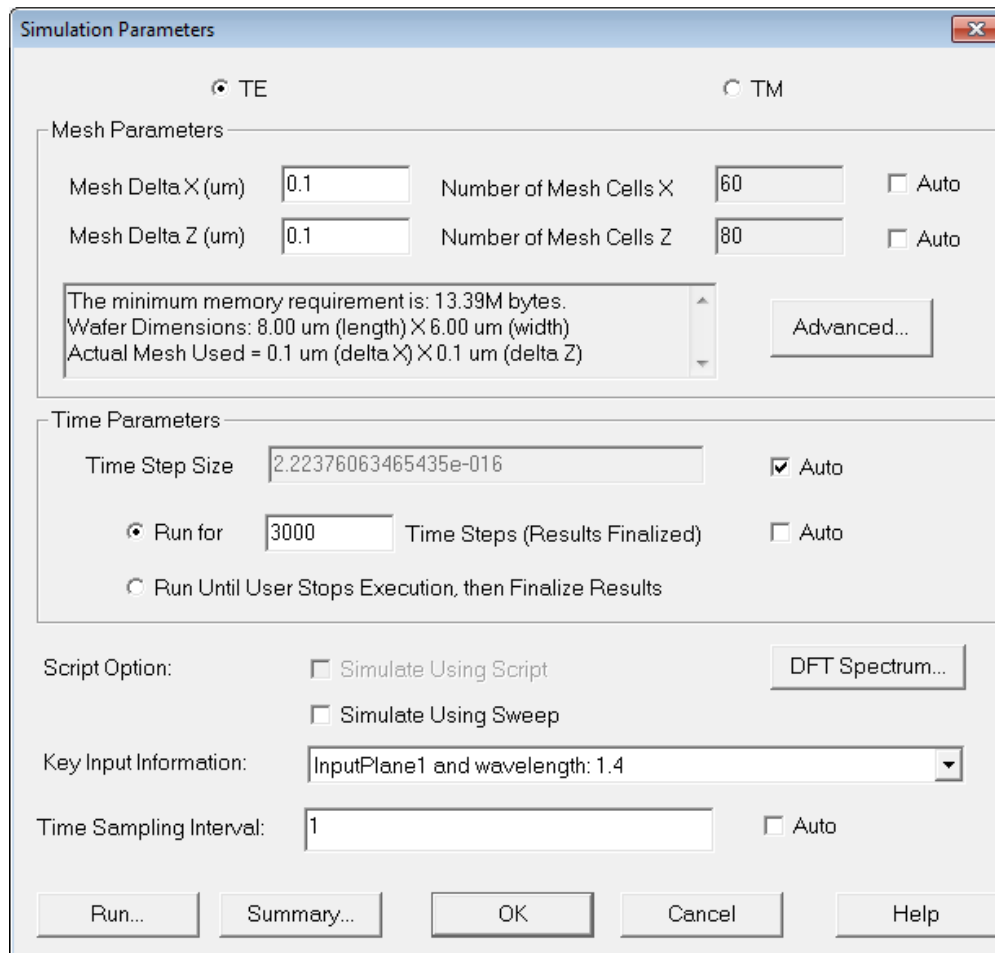 Simulation Parameters
TE TM
Mesh Parameters
Mesh Delta X (um) 0.1 Number of Mesh Cells X 60 Auto
Mesh Delta Z (um) 0.1 Number of Mesh Cells Z 80 Auto
The minimum memory requirement is: 13.39M bytes.
Wafer Dimensions: 8.00 um (length) X 6.00 um (width)
Actual Mesh Used = 0.1 um (delta X) X 0.1 um (delta Z)
Advanced...
Time Parameters
Time Step Size 2.22376063465435e-016 Auto
Run for 3000 Time Steps (Results Finalized) Auto
Run Until User Stops Execution, then Finalize Results
Script Option: Simulate Using Script DFT Spectrum...
Simulate Using Sweep
Key Input Information: InputPlane1 and wavelength: 1.4
Time Sampling Interval: 1 Auto
Run... Summary... OK Cancel Help